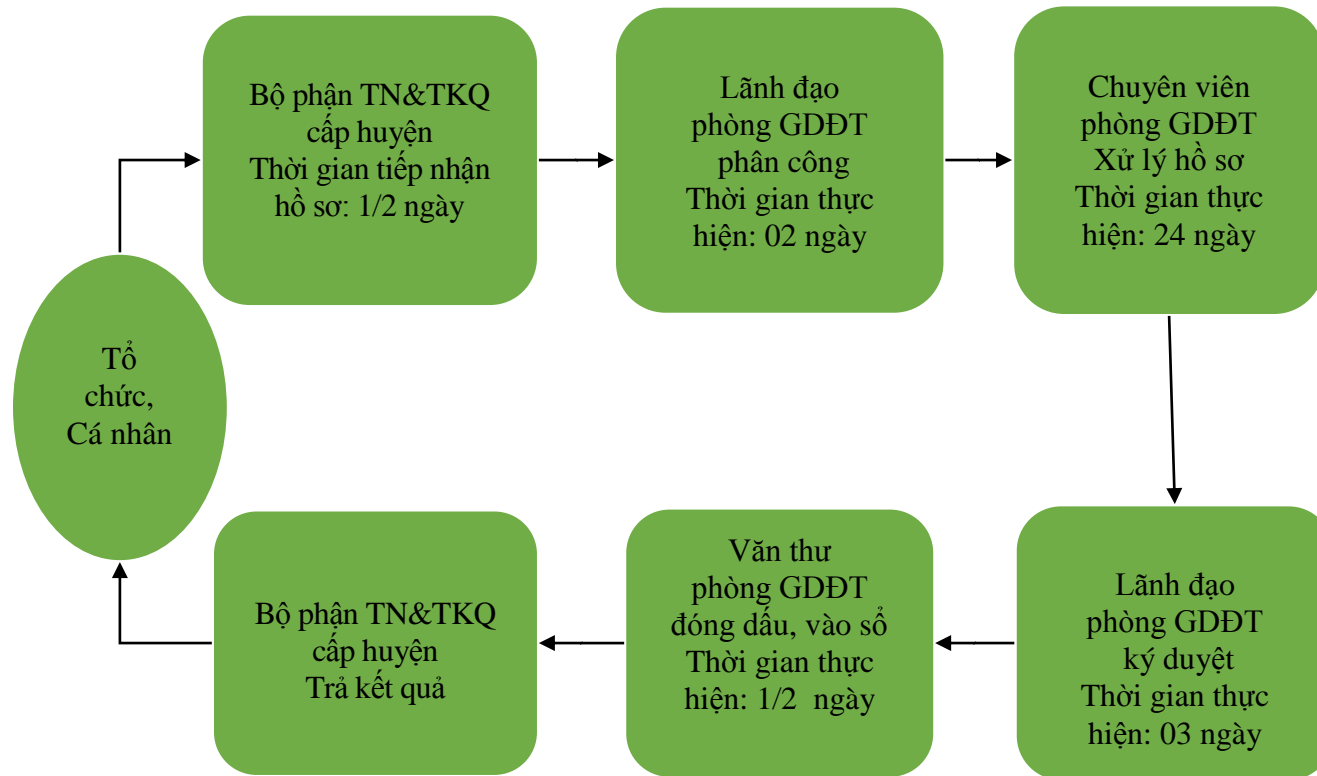 Bộ phận TN&TKQ
cấp huyện
Thời gian tiếp nhận
hồ sơ: 1/2 ngày
Lãnh đạo
phòng GDĐT
phân công
Thời gian thực
hiện: 02 ngày
Chuyên viên
phòng GDĐT
Xử lý hồ sơ
Thời gian thực
hiện: 24 ngày
Tổ
chức,
Cá nhân
Bộ phận TN&TKQ
cấp huyện
Trả kết quả
Văn thư
phòng GDĐT
đóng dấu, vào sổ
Thời gian thực
hiện: 1/2 ngày
Lãnh đạo
phòng GDĐT
ký duyệt
Thời gian thực
hiện: 03 ngày